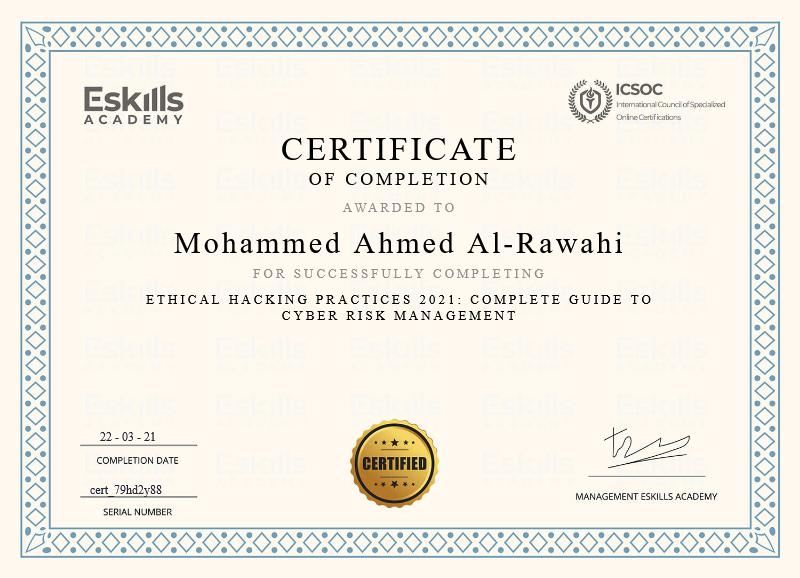 Eskills
ACADEMY
ICSOC
International Council of Specialized
Online Certifications
CERTIFICATE
OF COMPLETION
AWARDED TO
Mohammed Ahmed Al-Rawahi
FOR SUCCESSFULLY COMPLETING
ETHICAL HACKING PRACTICES 2021: COMPLETE GUIDE TO
CYBER RISK MANAGEMENT
22 - 03 - 21
COMPLETION DATE
cert_79hd2y88
SERIAL NUMBER
CERTIFIED
MANAGEMENT ESKILLS ACADEMY